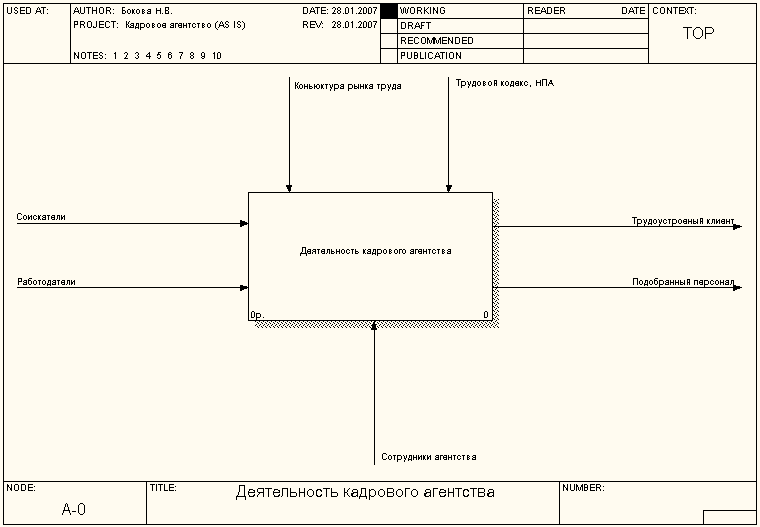 USED AT:
AUTHOR: Бокова Н.В.
DATE: 28.01.2007
PROJECT: Кадровое агентство (AS IS)
REV: 28.01.2007
NOTES: 1 2 3 4 5 6 7 8 9 10
WORKING
DRAFT
RECOMMENDED
PUBLICATION
READER DATE
CONTEXT:
TOP
Коньюктура рынка труда
Трудовой кодекс, НПА
Соискатели
Трудоустроеный клиент
Деятельность кадрового агентства
Работодатели
Подобранный персонал
0р. 0
Сотрудники агентства
NODE:
A-0
TITLE:
Деятельность кадрового агентства
NUMBER: